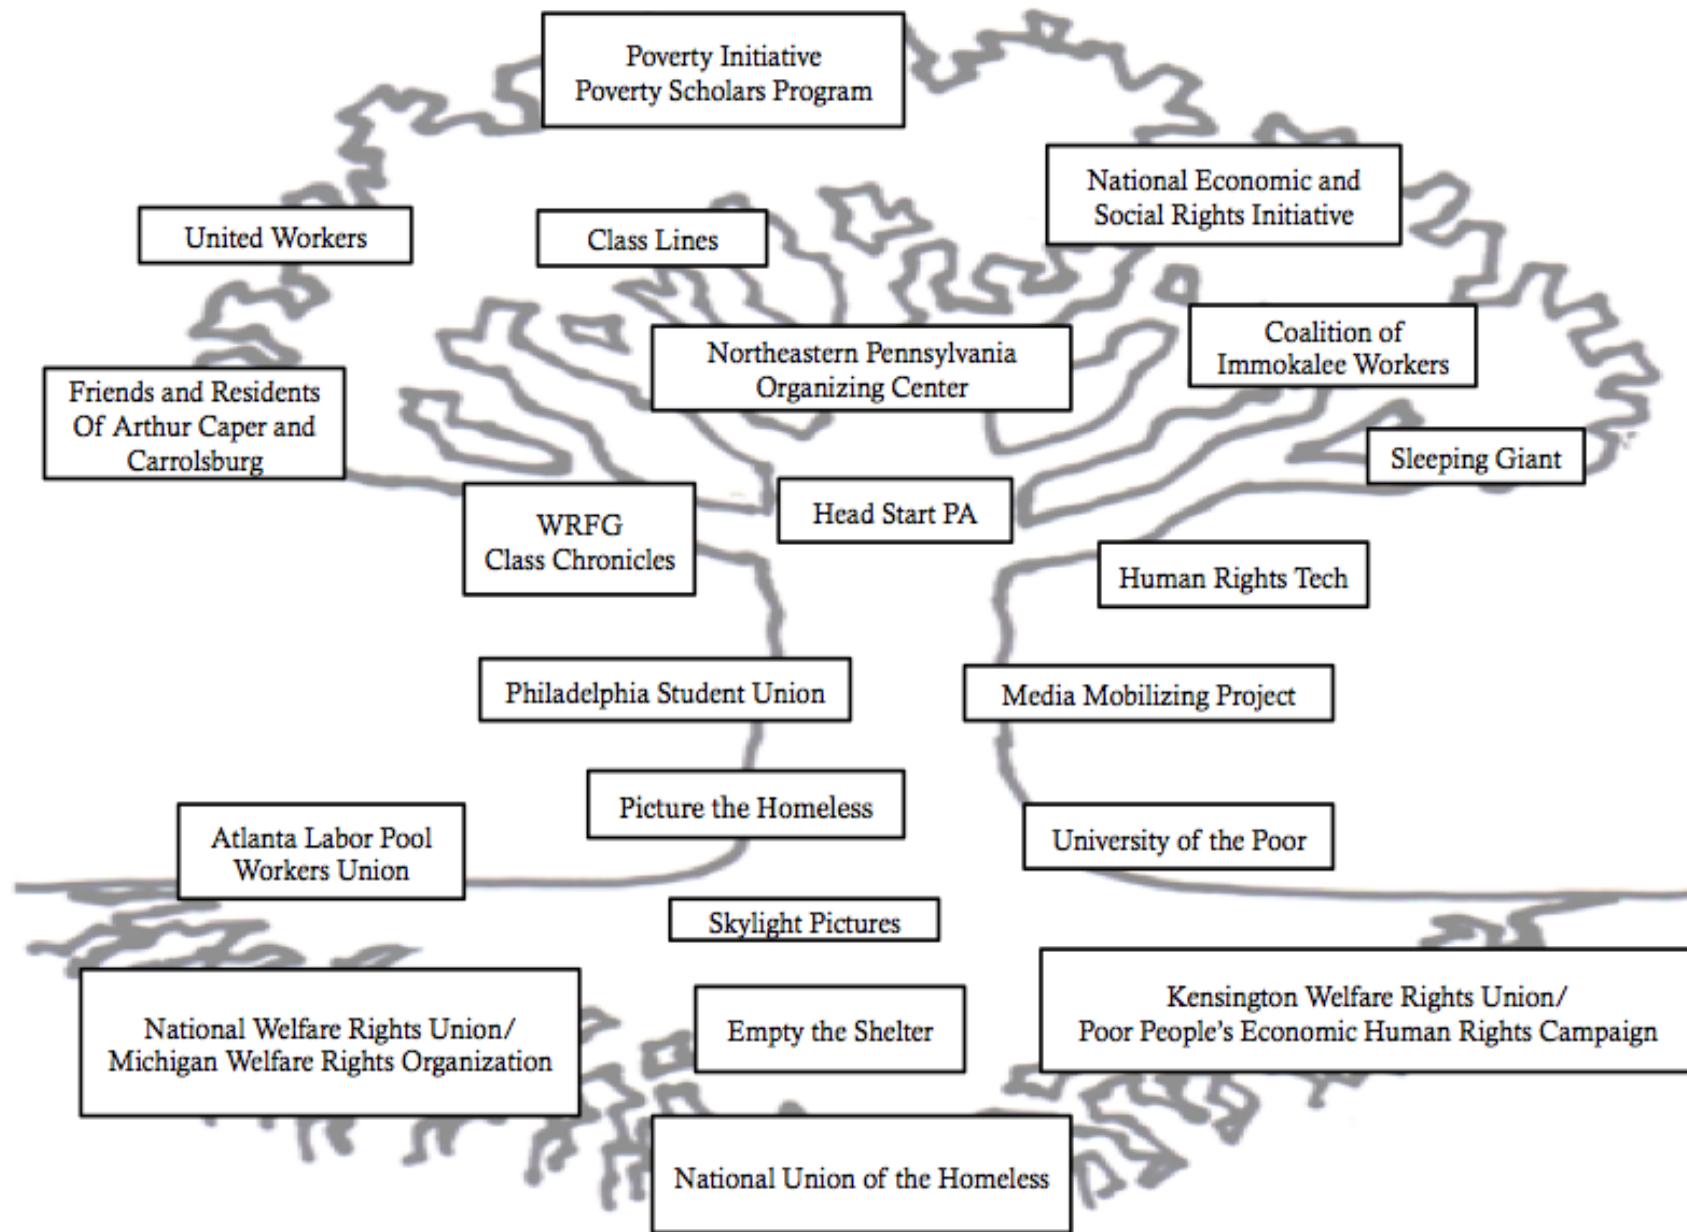 Poverty Initiative
Poverty Scholars Program
National Economic and
Social Rights Initiative
United Workers
Class Lines
Northeastern Pennsylvania
Organizing Center
Coalition of
Immokalee Workers
Friends and Residents
Of Arthur Caper and
Carrolsburg
Sleeping Giant
WRFG
Class Chronicles
Head Start PA
Human Rights Tech
Philadelphia Student Union
Media Mobilizing Project
Picture the Homeless
Atlanta Labor Pool
Workers Union
University of the Poor
Skylight Pictures
National Welfare Rights Union/
Michigan Welfare Rights Organization
Empty the Shelter
Kensington Welfare Rights Union/
Poor People's Economic Human Rights Campaign
National Union of the Homeless